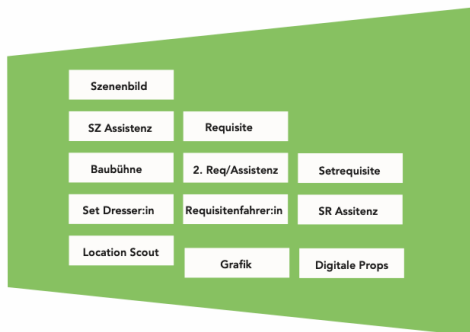 Szenenbild
SZ Assistenz
Requisite
Baubühne
2. Req/Assistenz
Setrequisite
Set Dresser:in
Requisitenfahrer:in
SR Assitenz
Location Scout
Grafik
Digitale Props